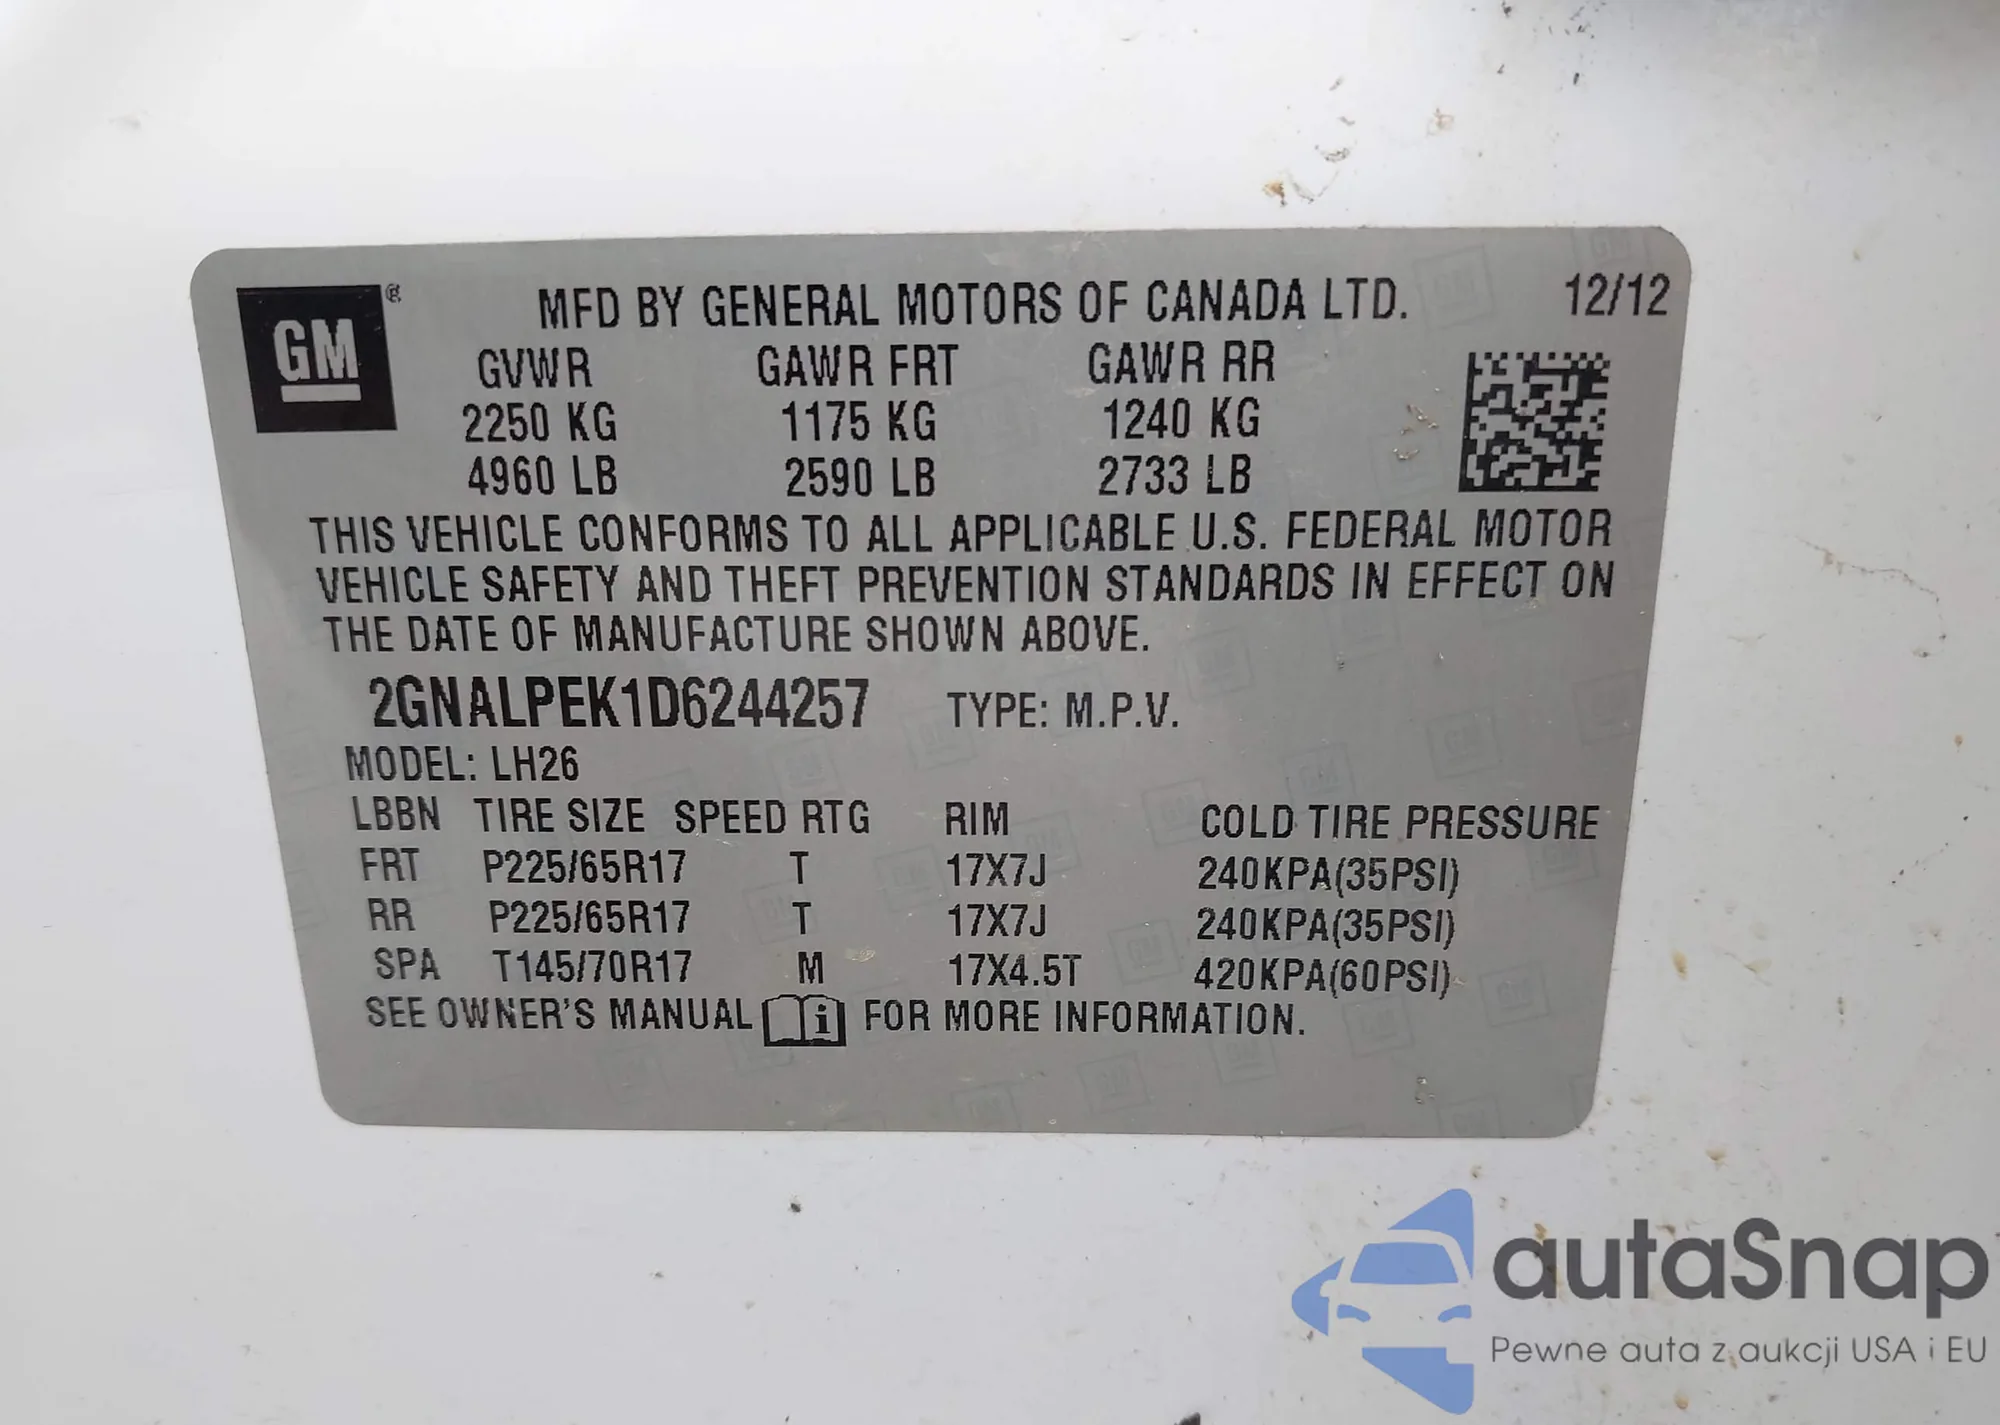 GM ® MFD BY GENERAL MOTORS OF CANADA LTD. 12/12
GVWR GAWR FRT GAWR RR
2250 KG 1175 KG 1240 KG
4960 LB 2590 LB 2733 LB
THIS VEHICLE CONFORMS TO ALL APPLICABLE U.S. FEDERAL MOTOR
VEHICLE SAFETY AND THEFT PREVENTION STANDARDS IN EFFECT ON
THE DATE OF MANUFACTURE SHOWN ABOVE.
2GNALPEK1D6244257 TYPE: M.P.V.
MODEL: LH26
LBBN TIRE SIZE SPEED RTG RIM COLD TIRE PRESSURE
FRT P225/65R17 T 17X7J 240KPA(35PSI)
RR P225/65R17 T 17X7J 240KPA(35PSI)
SPA T145/70R17 M 17X4.5T 420KPA(60PSI)
SEE OWNER'S MANUAL i FOR MORE INFORMATION.
autaSnap
Pewne auta z aukcji USA i EU